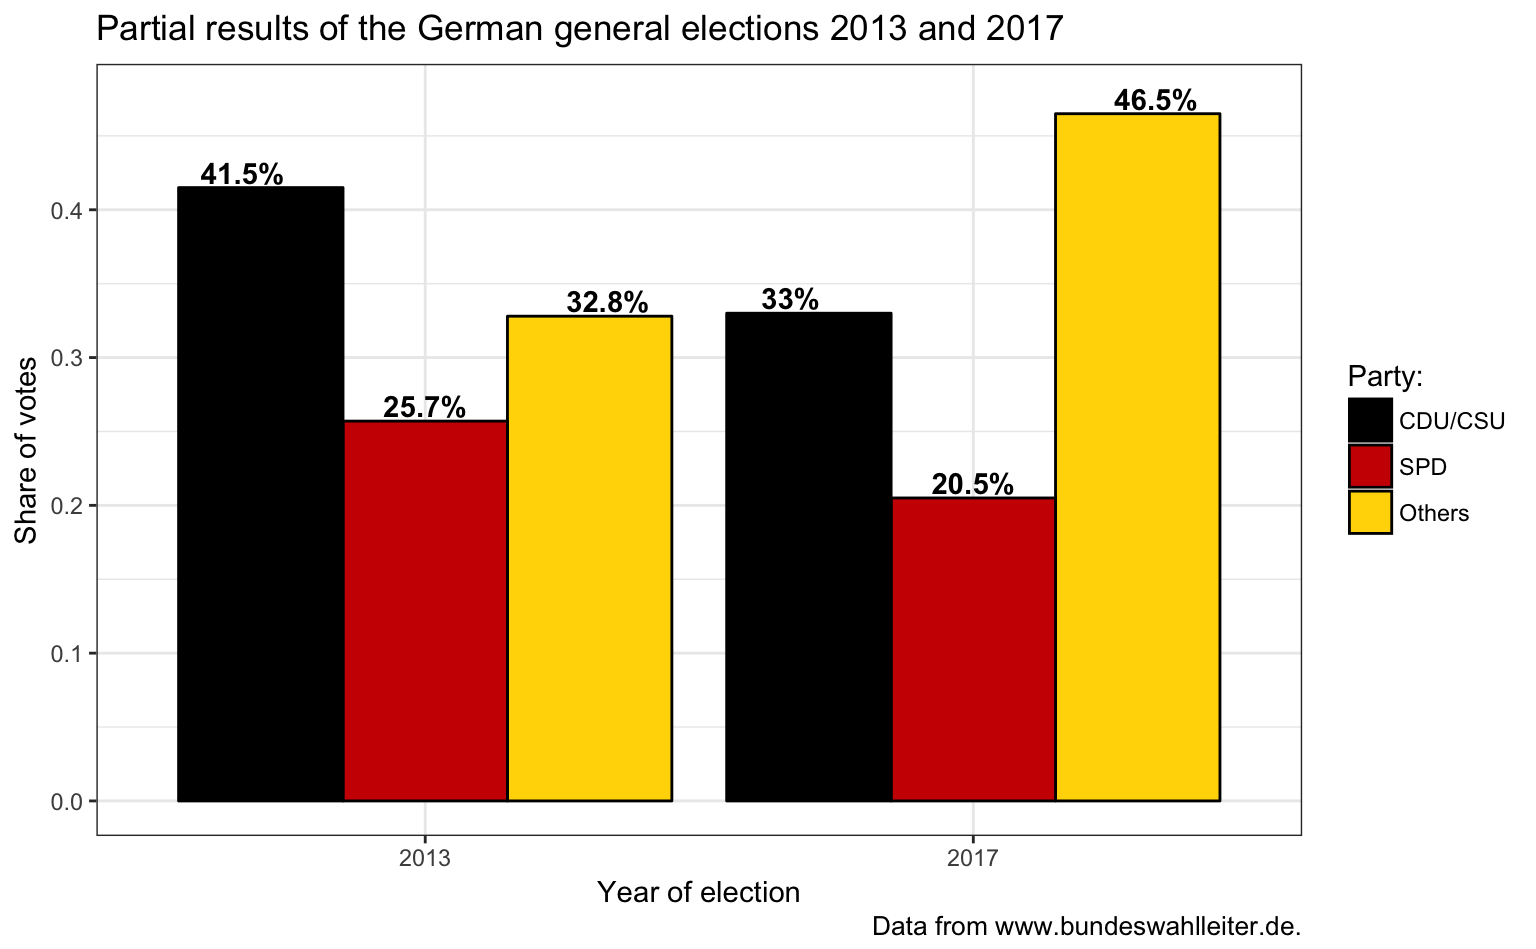 Partial results of the German general elections 2013 and 2017
Share of votes
0.4
0.3
0.2
0.1
0.0
41.5%
25.7%
32.8%
33%
20.5%
46.5%
2013
2017
Year of election
Party:
CDU/CSU
SPD
Others
Data from www.bundeswahlleiter.de.